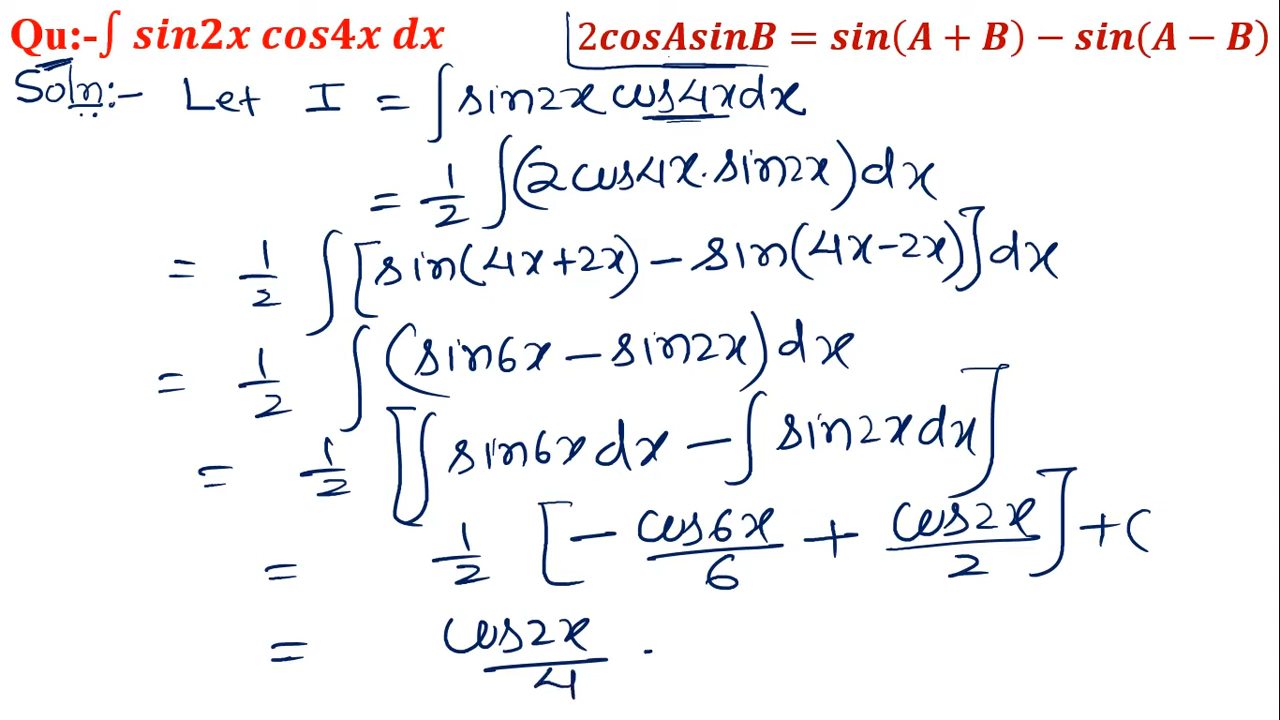 Qu:-∫ sin2x cos4x dx
2cosAsinB = sin(A + B) − sin(A − B)
Soln:- Let I = ∫ sin2x cos4x dx
= 1/2 ∫(2cos4x·sin2x)dx
= 1/2 ∫[sin(4x+2x) − sin(4x−2x)]dx
= 1/2 ∫(sin6x − sin2x)dx
= 1/2 [∫ sin6x dx − ∫ sin2x dx]
= 1/2 [− cos6x/6 + cos2x/2] + C
= cos2x/4 -